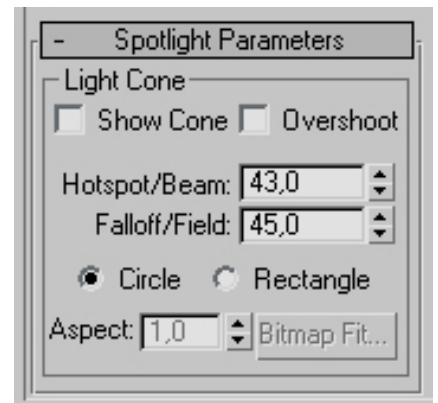 - Spotlight Parameters
Light Cone
Show Cone Overshoot
Hotspot/Beam: 43,0
Falloff/Field: 45,0
Circle Rectangle
Aspect: 1,0 Bitmap Fit...